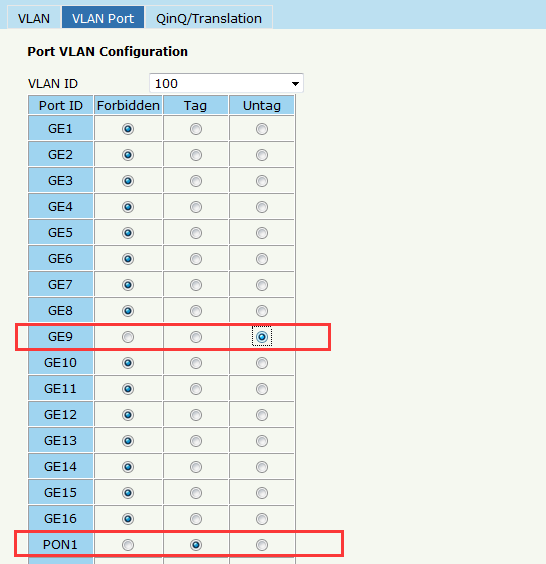 VLAN VLAN Port QinQ/Translation
Port VLAN Configuration
VLAN ID 100
Port ID Forbidden Tag Untag
GE1
GE2
GE3
GE4
GE5
GE6
GE7
GE8
GE9
GE10
GE11
GE12
GE13
GE14
GE15
GE16
PON1